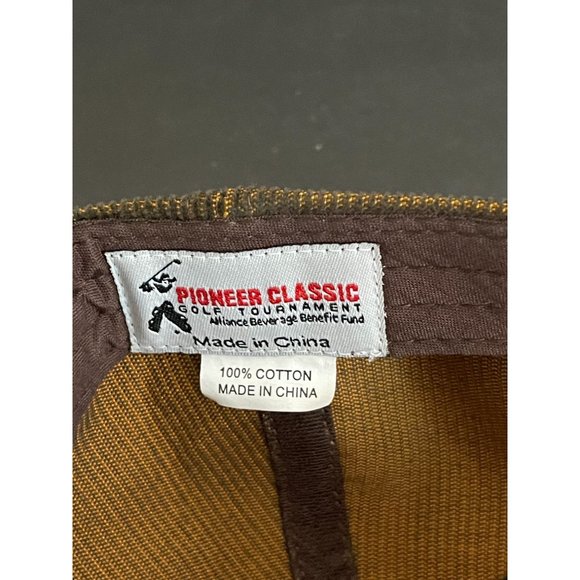 PIONEER CLASSIC
GOLF TOURNAMENT
Alliance Beverage Benefit Fund
Made in China
100% COTTON
MADE IN CHINA